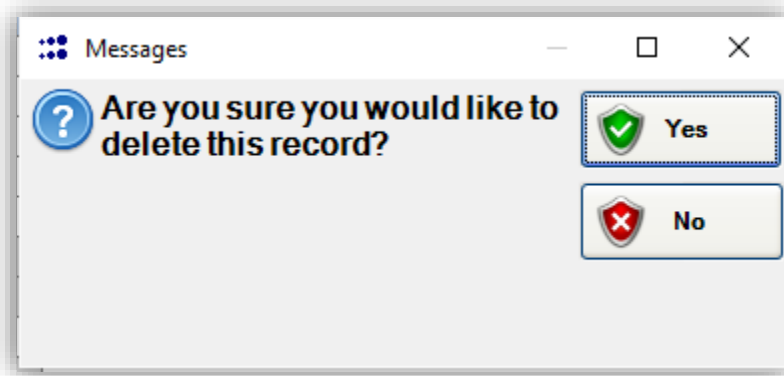 Messages
Are you sure you would like to
delete this record?
Yes
No